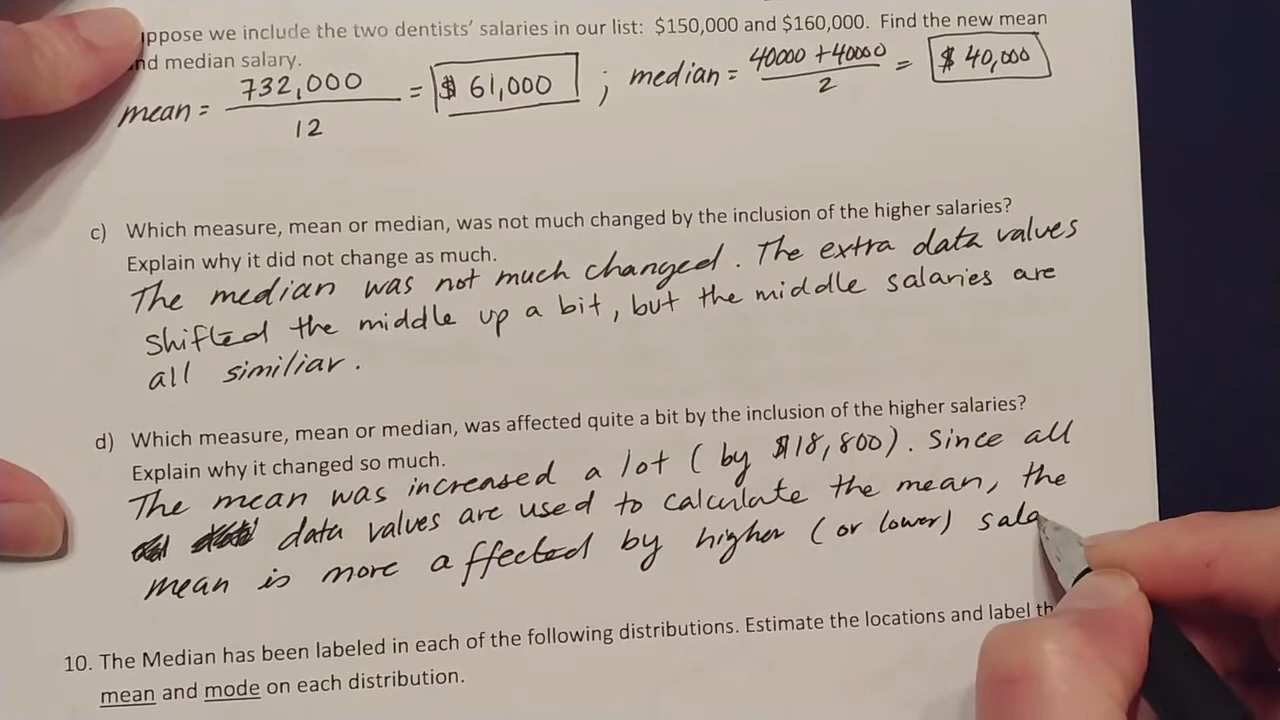 ppose we include the two dentists' salaries in our list: $150,000 and $160,000. Find the new mean
nd median salary.
mean = 732,000 / 12 = $ 61,000 ; median = 40000 + 40000 / 2 = $ 40,000
c) Which measure, mean or median, was not much changed by the inclusion of the higher salaries?
Explain why it did not change as much.
The median was not much changed. The extra data values
shifted the middle up a bit, but the middle salaries are
all similiar.
d) Which measure, mean or median, was affected quite a bit by the inclusion of the higher salaries?
Explain why it changed so much.
The mean was increased a lot (by $18,800). Since all
data values are used to calculate the mean, the
mean is more affected by higher (or lower) sala
10. The Median has been labeled in each of the following distributions. Estimate the locations and label th
mean and mode on each distribution.